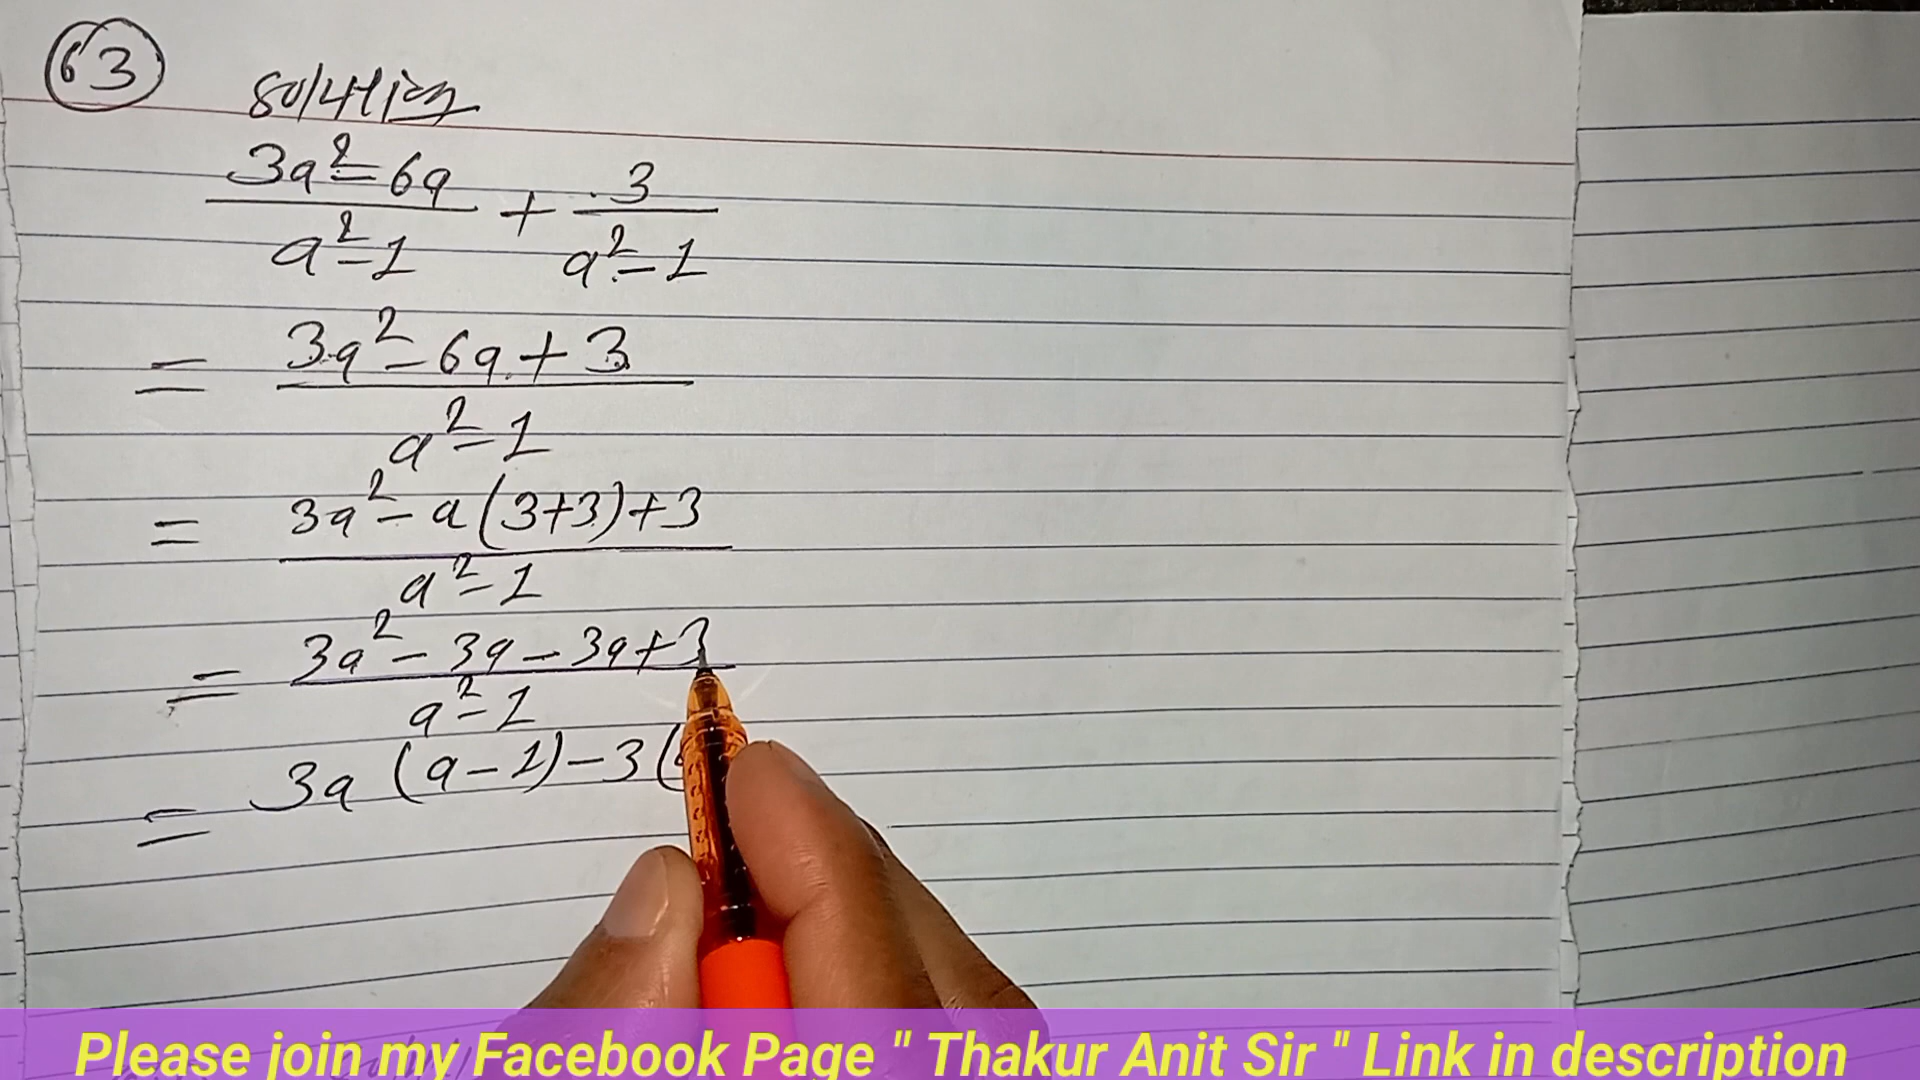 63
solution
3a²-6a / a²-1 + 3 / a²-1
= 3a²-6a+3 / a²-1
= 3a²-a(3+3)+3 / a²-1
= 3a²-3a-3a+3 / a²-1
= 3a(a-1)-3(
Please join my Facebook Page " Thakur Anit Sir " Link in description